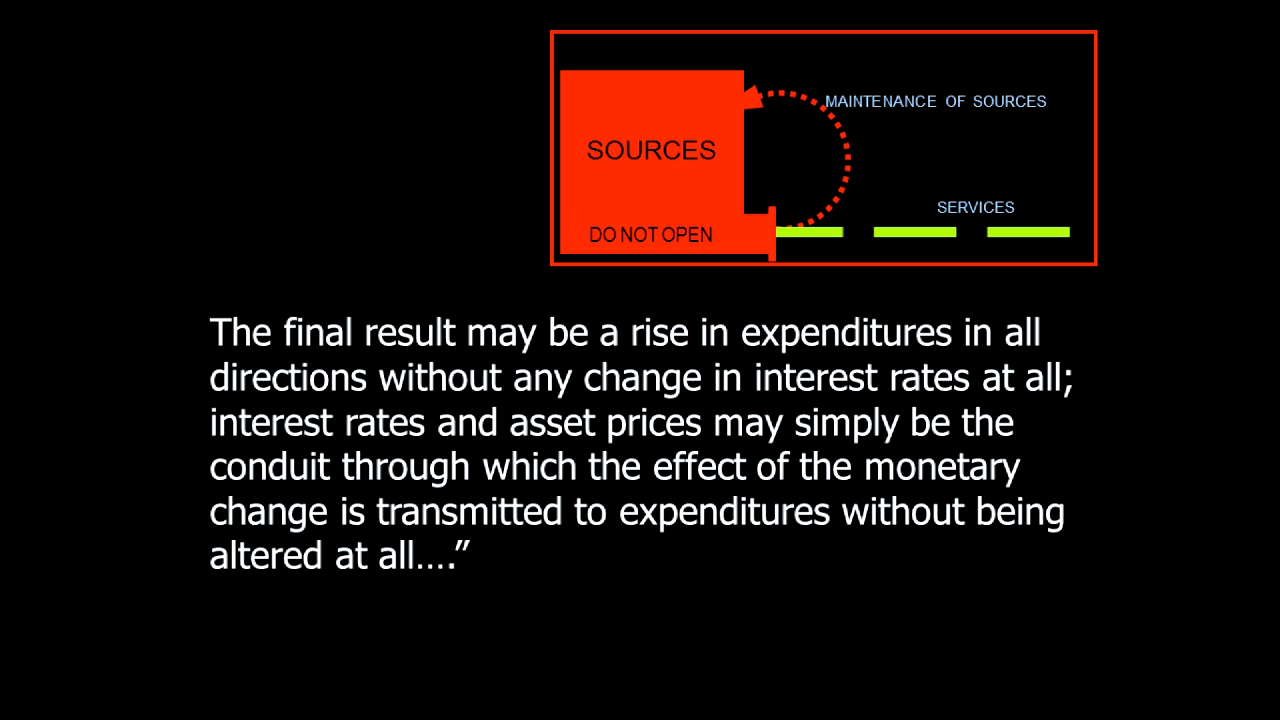 MAINTENANCE OF SOURCES
SOURCES
SERVICES
DO NOT OPEN
The final result may be a rise in expenditures in all
directions without any change in interest rates at all;
interest rates and asset prices may simply be the
conduit through which the effect of the monetary
change is transmitted to expenditures without being
altered at all….”